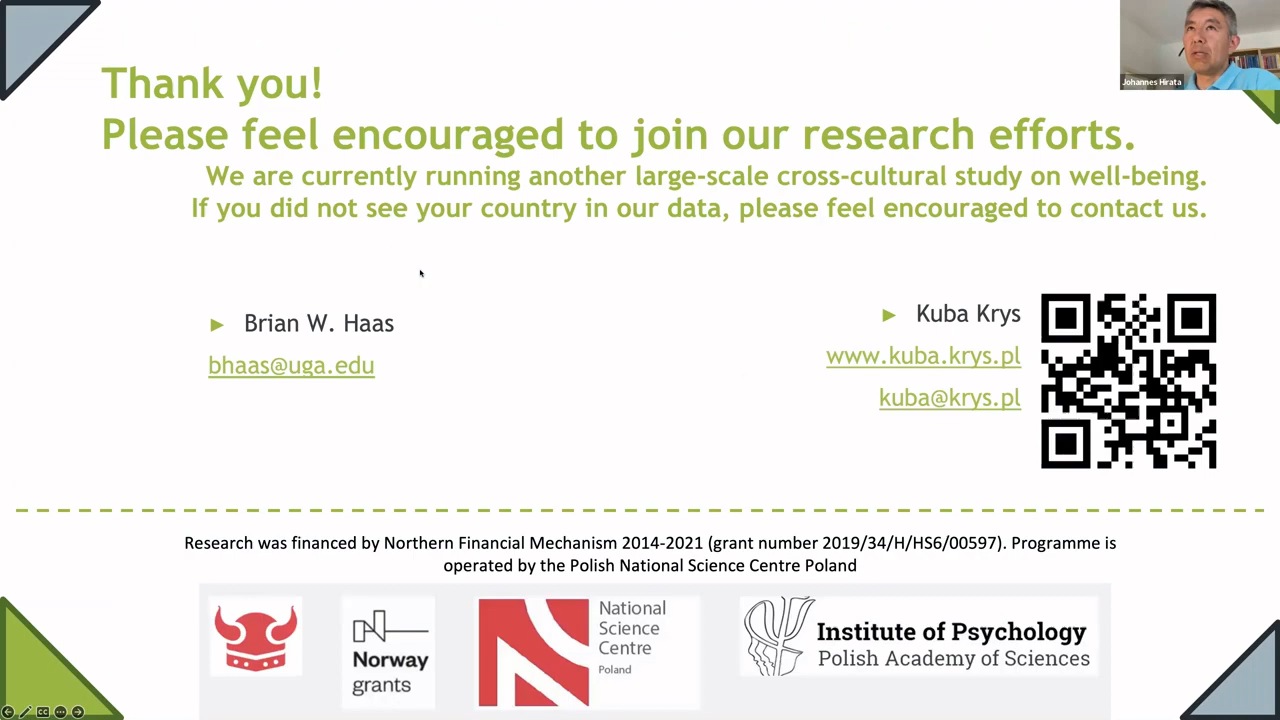 Thank you!
Please feel encouraged to join our research efforts.
We are currently running another large-scale cross-cultural study on well-being.
If you did not see your country in our data, please feel encouraged to contact us.
Johannes Hirata
Brian W. Haas
bhaas@uga.edu
Kuba Krys
www.kuba.krys.pl
kuba@krys.pl
Research was financed by Northern Financial Mechanism 2014-2021 (grant number 2019/34/H/HS6/00597). Programme is
operated by the Polish National Science Centre Poland
Norway
grants
National
Science
Centre
Poland
Institute of Psychology
Polish Academy of Sciences